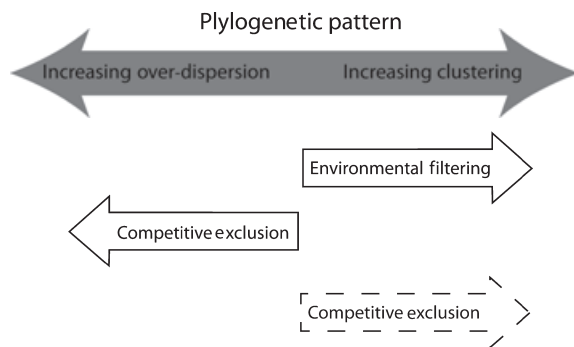 Plylogenetic pattern
Increasing over-dispersion Increasing clustering
Environmental filtering
Competitive exclusion
Competitive exclusion